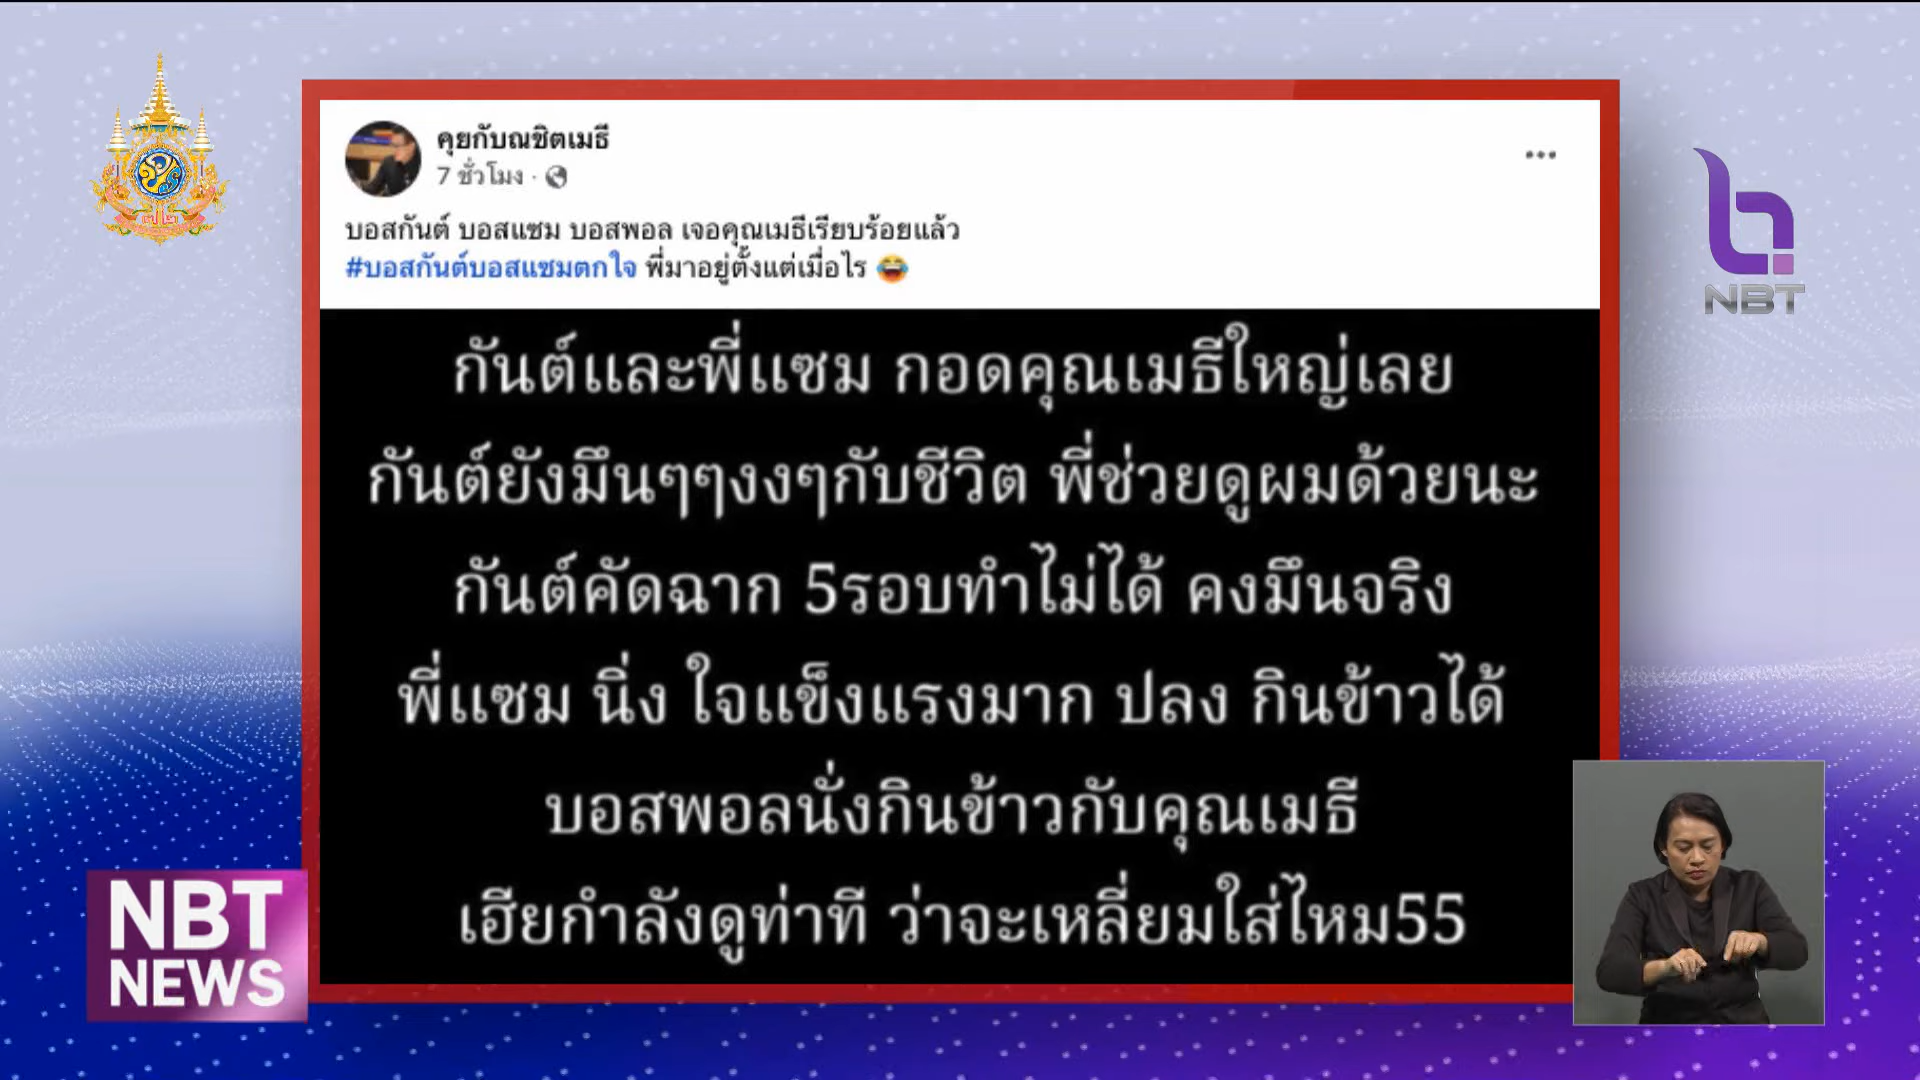 คุยกับณชิตเมธี
7 ชั่วโมง ·
บอสกันต์ บอสแซม บอสพอล เจอคุณเมธีเรียบร้อยแล้ว
#บอสกันต์บอสแซมตกใจ พี่มาอยู่ตั้งแต่เมื่อไร 😂
กันต์และพี่แซม กอดคุณเมธีใหญ่เลย
กันต์ยังมึนๆๆงงๆกับชีวิต พี่ช่วยดูผมด้วยนะ
กันต์คัดฉาก 5รอบทำไม่ได้ คงมึนจริง
พี่แซม นิ่ง ใจแข็งแรงมาก ปลง กินข้าวได้
บอสพอลนั่งกินข้าวกับคุณเมธี
เฮียกำลังดูท่าที ว่าจะเหลี่ยมใส่ไหม55
NBT
NBT
NEWS